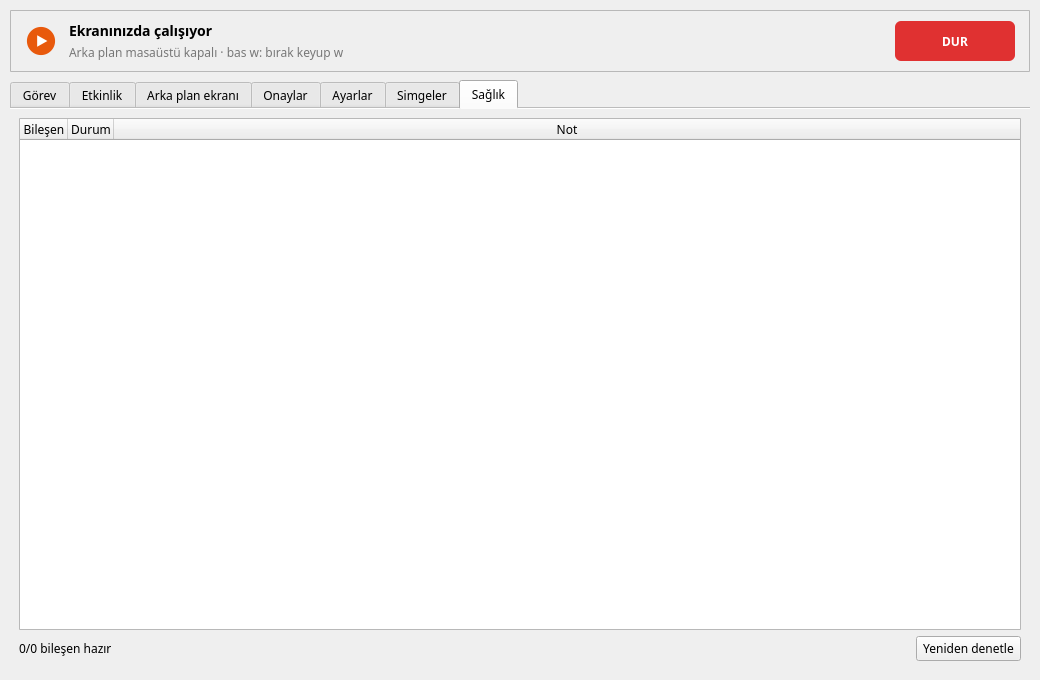 Ekranınızda çalışıyor
Arka plan masaüstü kapalı · bas w: bırak keyup w
DUR
Görev Etkinlik Arka plan ekranı Onaylar Ayarlar Simgeler Sağlık
Bileşen Durum Not
0/0 bileşen hazır
Yeniden denetle